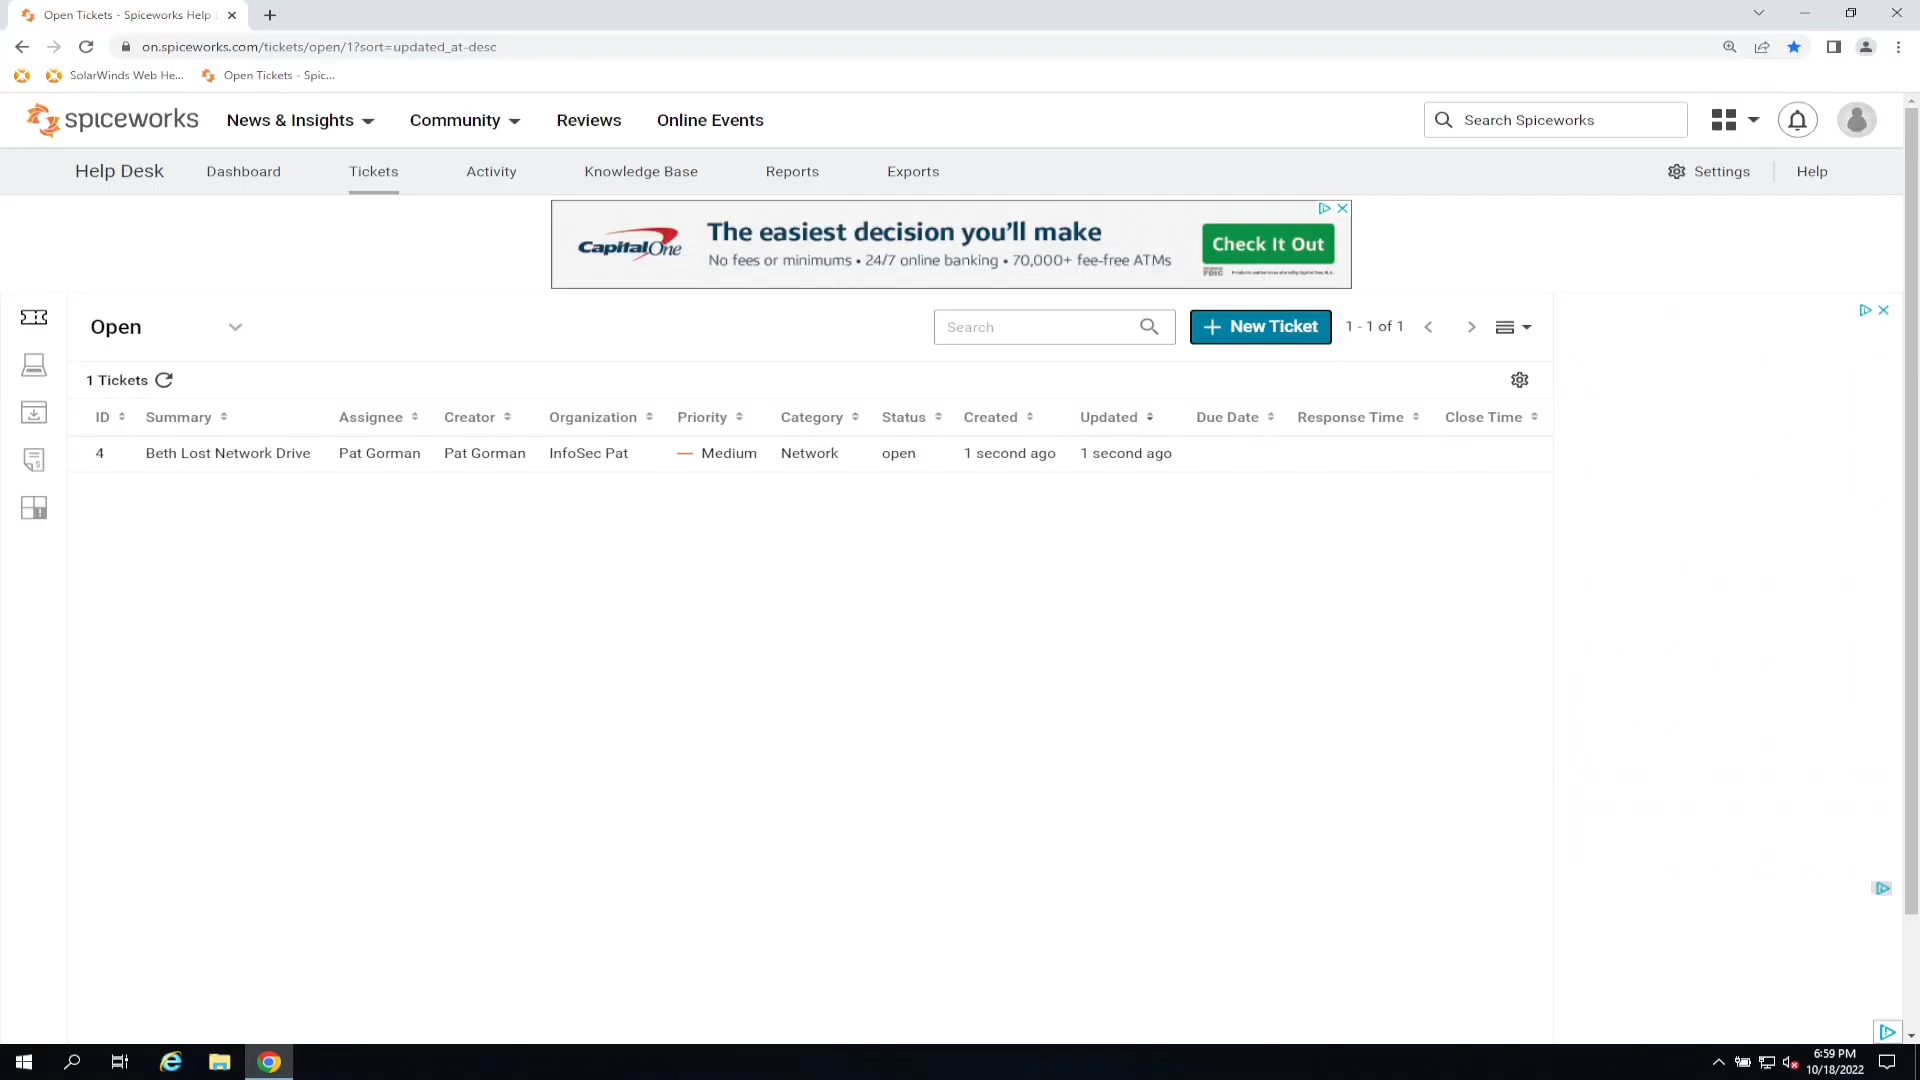 Open Tickets - Spiceworks Help
on.spiceworks.com/tickets/open/1?sort=updated_at-desc
SolarWinds Web He... Open Tickets - Spic...
spiceworks News & Insights Community Reviews Online Events Search Spiceworks
Help Desk Dashboard Tickets Activity Knowledge Base Reports Exports Settings Help
CapitalOne
The easiest decision you'll make
No fees or minimums • 24/7 online banking • 70,000+ fee-free ATMs
Check It Out
FDIC
Open Search + New Ticket 1 - 1 of 1
1 Tickets
ID Summary Assignee Creator Organization Priority Category Status Created Updated Due Date Response Time Close Time
4 Beth Lost Network Drive Pat Gorman Pat Gorman InfoSec Pat Medium Network open 1 second ago 1 second ago
6:59 PM
10/18/2022